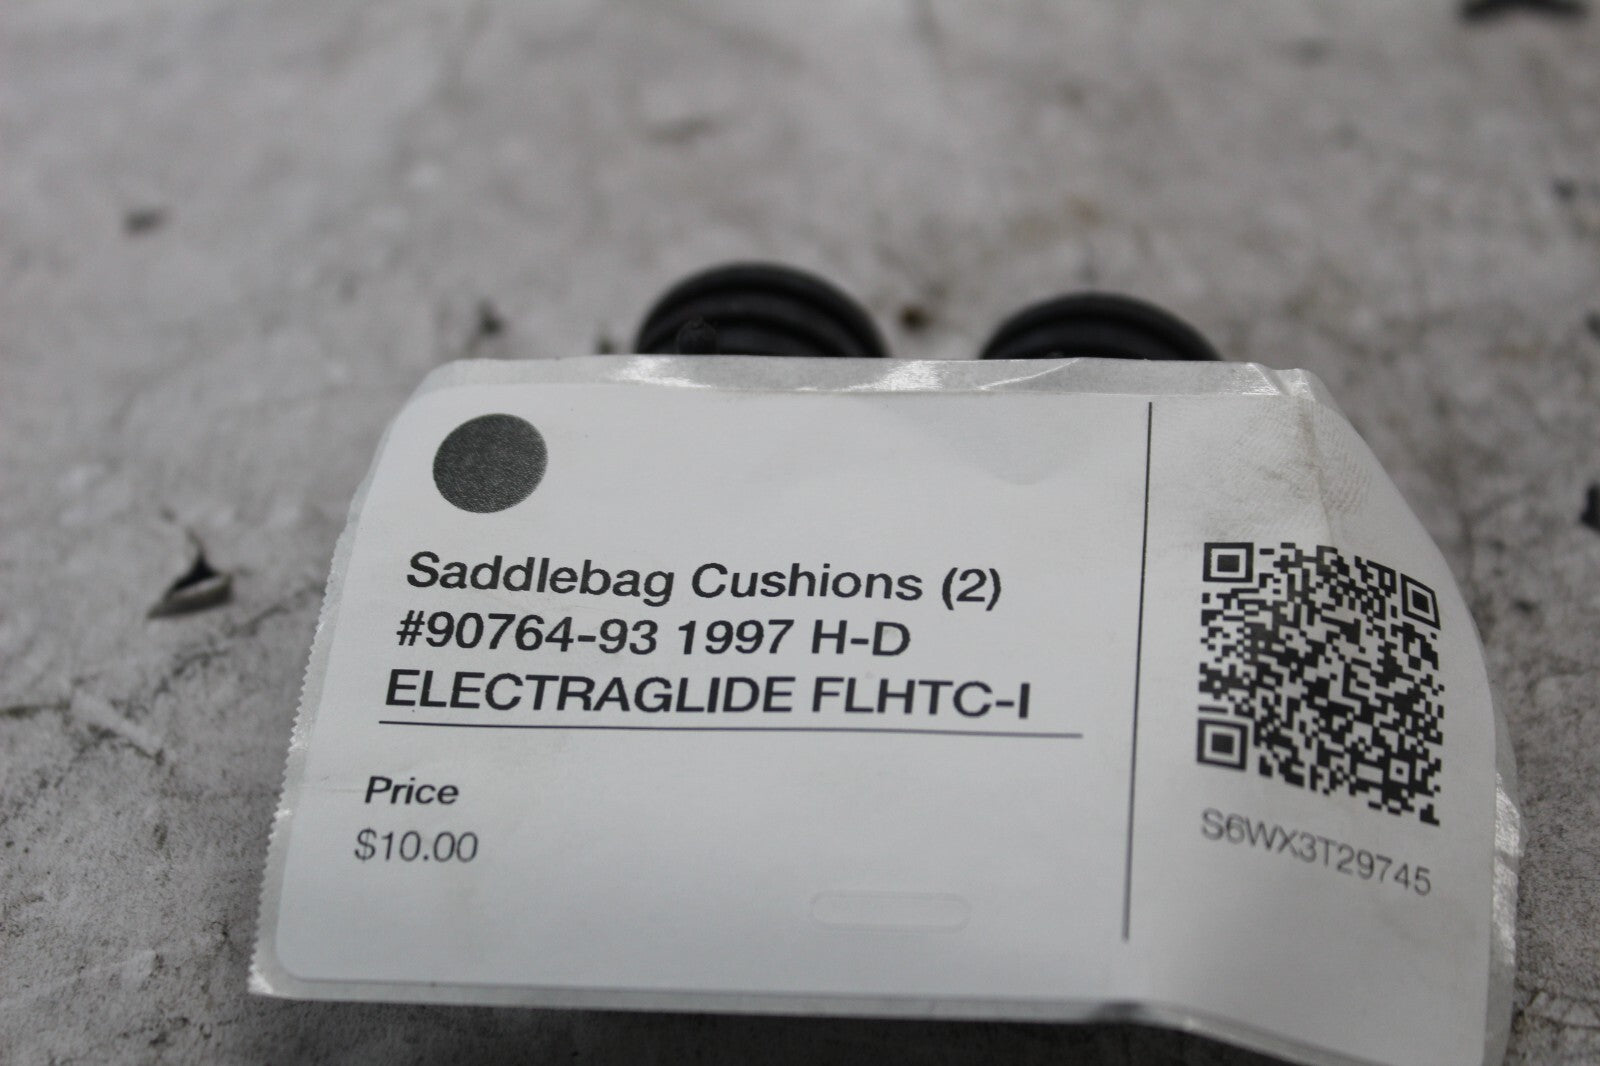 Saddlebag Cushions (2)
#90764-93 1997 H-D
ELECTRAGLIDE FLHTC-I
Price
$10.00
S6WX3T29745